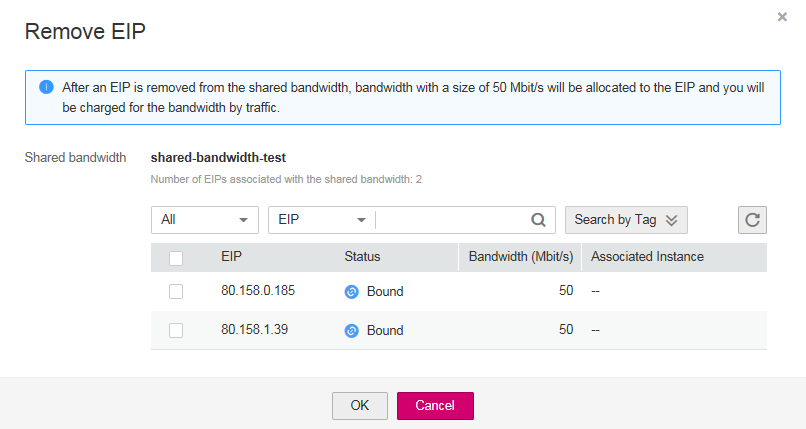 Remove EIP
After an EIP is removed from the shared bandwidth, bandwidth with a size of 50 Mbit/s will be allocated to the EIP and you will
be charged for the bandwidth by traffic.
Shared bandwidth shared-bandwidth-test
Number of EIPs associated with the shared bandwidth: 2
All EIP Search by Tag
EIP Status Bandwidth (Mbit/s) Associated Instance
80.158.0.185 Bound 50 --
80.158.1.39 Bound 50 --
OK Cancel